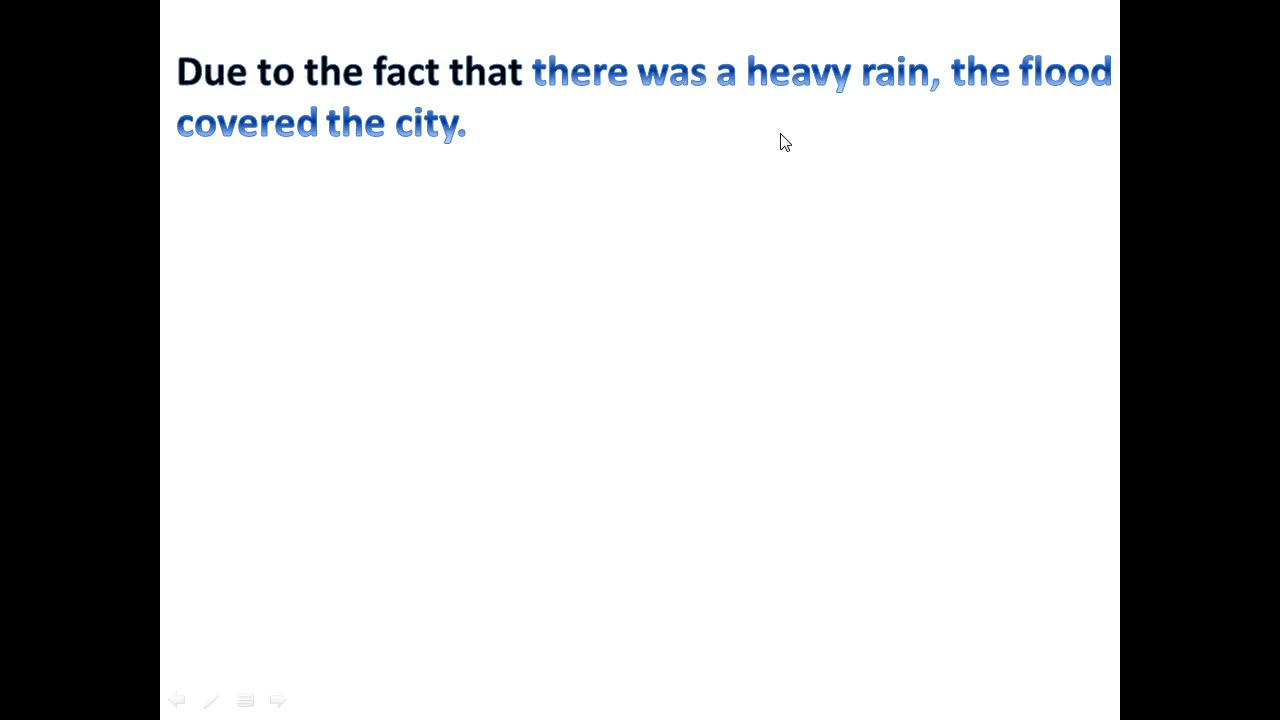 Due to the fact that there was a heavy rain, the flood
covered the city.